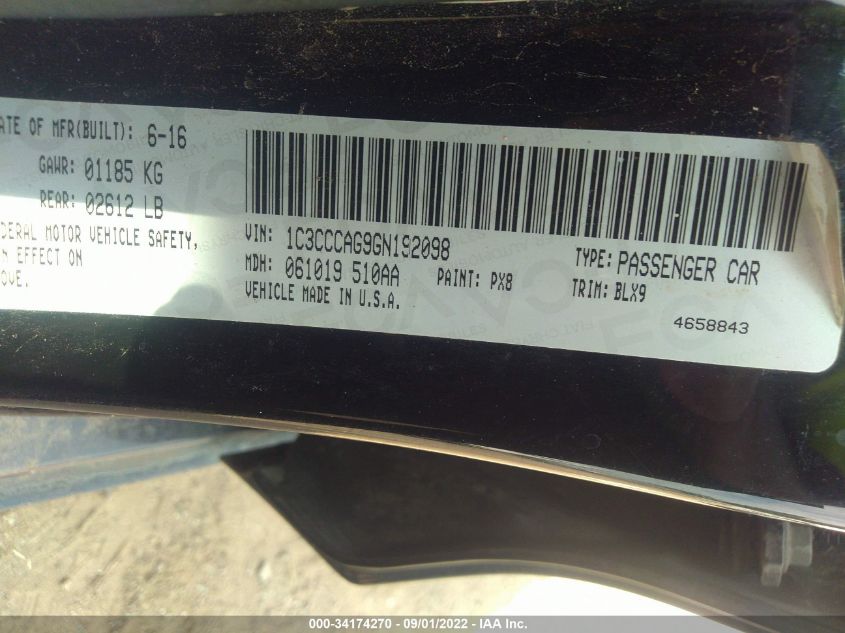 ATE OF MFR(BUILT): 6-16
GAWR: 01185 KG
REAR: 02612 LB
DERAL MOTOR VEHICLE SAFETY,
N EFFECT ON
OVE.
VIN: 1C3CCCAG9GN192098
MDH: 061019 510AA PAINT: PX8
VEHICLE MADE IN U.S.A.
TYPE: PASSENGER CAR
TRIM: BLX9
4658843
000-34174270 - 09/01/2022 - IAA Inc.